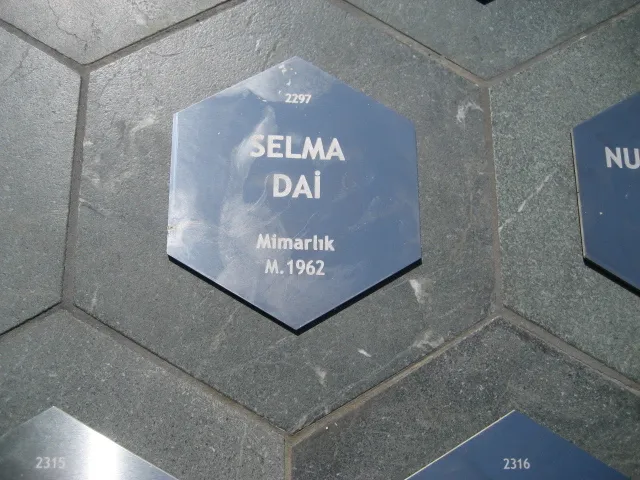 2297
SELMA
DAİ
Mimarlık
M.1962
NU
2315
2316